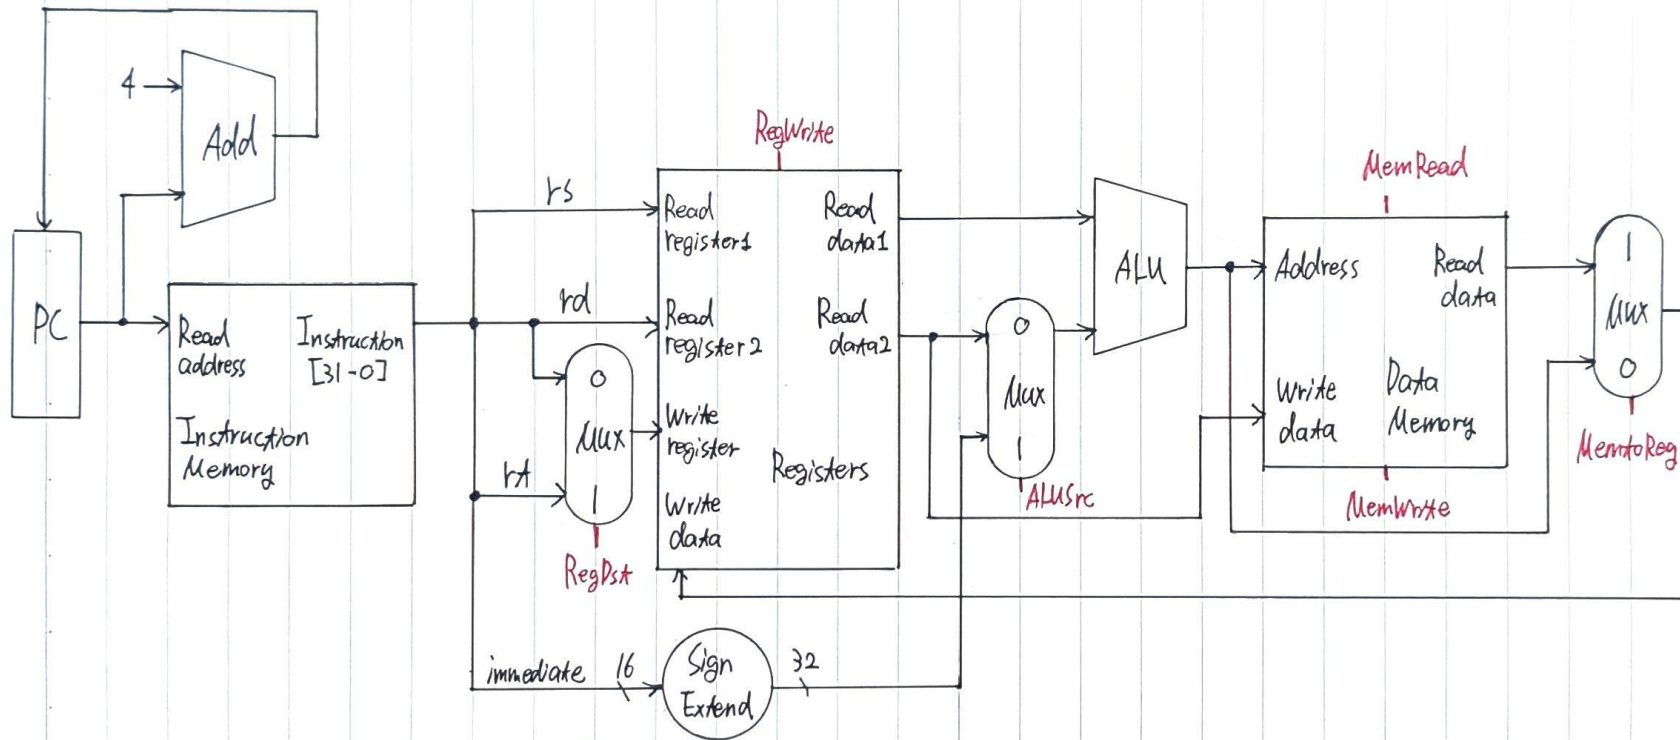 4
Add
PC
Read
address
Instruction
[31-0]
Instruction
Memory
rs
rd
rt
0
Mux
1
RegDst
immediate
16
Sign
Extend
32
RegWrite
Read
register1
Read
register2
Write
register
Write
data
Registers
Read
data1
Read
data2
0
Mux
1
ALUSrc
ALU
MemRead
Address
Read
data
Write
data
Data
Memory
MemWrite
1
Mux
0
MemtoReg